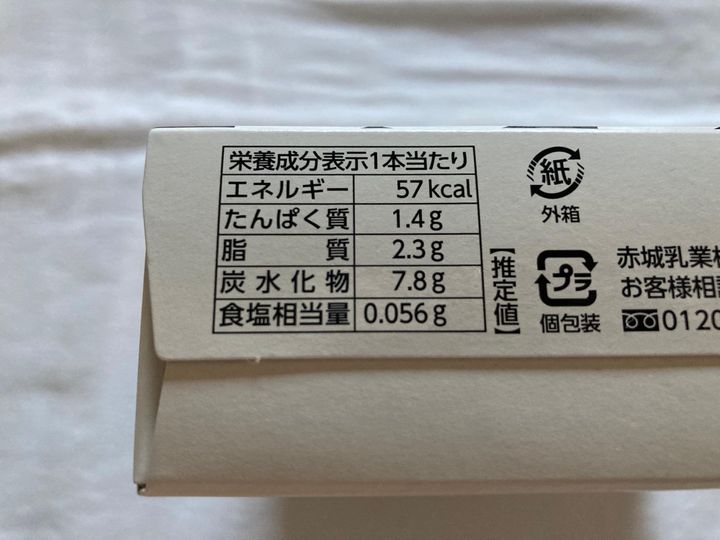 栄養成分表示1本当たり
エネルギー 57kcal
たんぱく質 1.4g
脂質 2.3g
炭水化物 7.8g
食塩相当量 0.056g
【推定値】
紙
外箱
プラ
個包装
赤城乳業
お客様相
0120